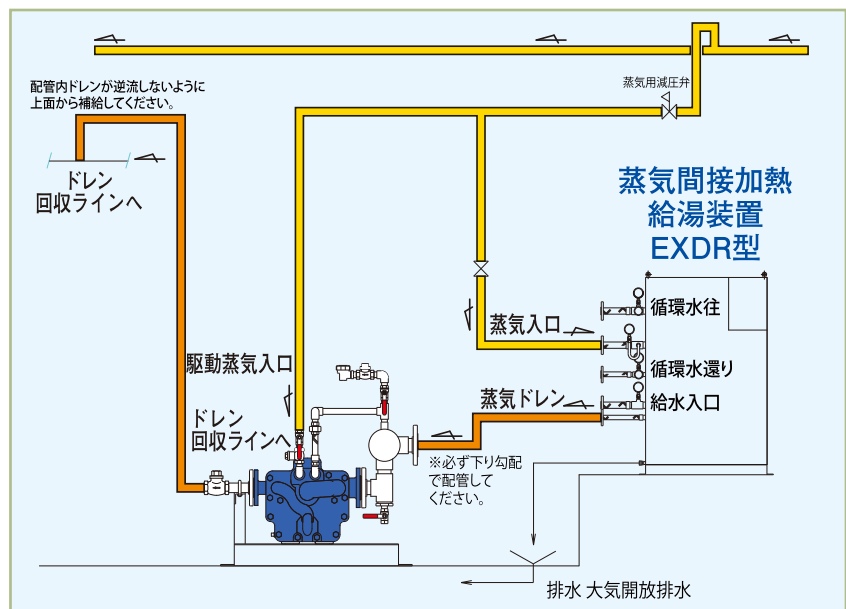 蒸気用減圧弁
配管内ドレンが逆流しないように
上面から補給してください。
ドレン
回収ラインへ
蒸気間接加熱
給湯装置
EXDR型
循環水往
蒸気入口
循環水還り
駆動蒸気入口
蒸気ドレン
給水入口
ドレン
回収ラインへ
※必ず下り勾配
で配管して
ください。
排水 大気開放排水